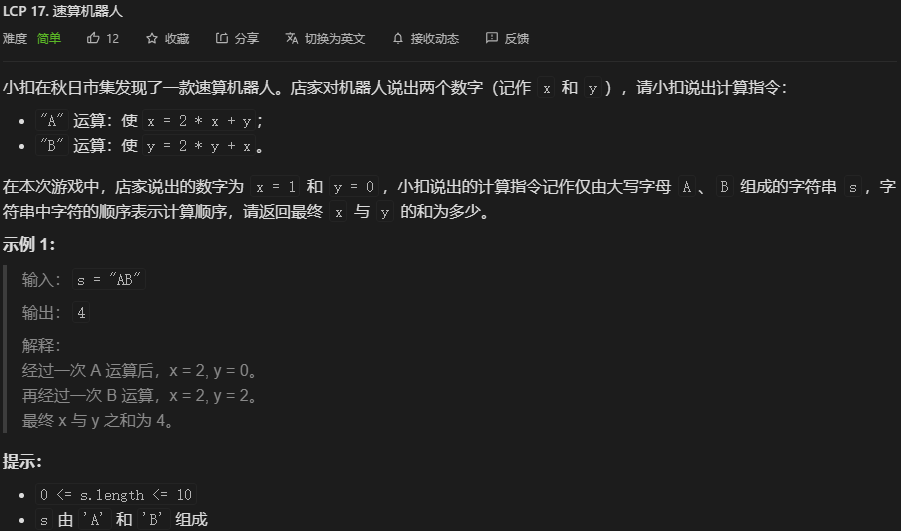 LCP 17. 速算机器人
难度 简单 12 收藏 分享 切换为英文 接收动态 反馈
小扣在秋日市集发现了一款速算机器人。店家对机器人说出两个数字（记作 x 和 y），请小扣说出计算指令：
• "A" 运算：使 x = 2 * x + y；
• "B" 运算：使 y = 2 * y + x。
在本次游戏中，店家说出的数字为 x = 1 和 y = 0，小扣说出的计算指令记作仅由大写字母 A、B 组成的字符串 s，字
符串中字符的顺序表示计算顺序，请返回最终 x 与 y 的和为多少。
示例 1：
输入：s = "AB"
输出：4
解释：
经过一次 A 运算后，x = 2, y = 0。
再经过一次 B 运算，x = 2, y = 2。
最终 x 与 y 之和为 4。
提示：
• 0 <= s.length <= 10
• s 由 'A' 和 'B' 组成